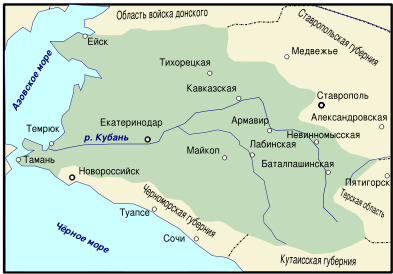 Область войска донского
Ставропольская губерния
Ейск
Медвежье
Азовское море
Тихорецкая
Кавказская
Ставрополь
Александровская
Екатеринодар
Армавир
Темрюк
р. Кубань
Невинномысская
Майкоп
Лабинская
Тамань
Баталпашинская
Новороссийск
Пятигорск
Терская область
Черноморская губерния
Туапсе
Чёрное море
Сочи
Кутаисская губерния